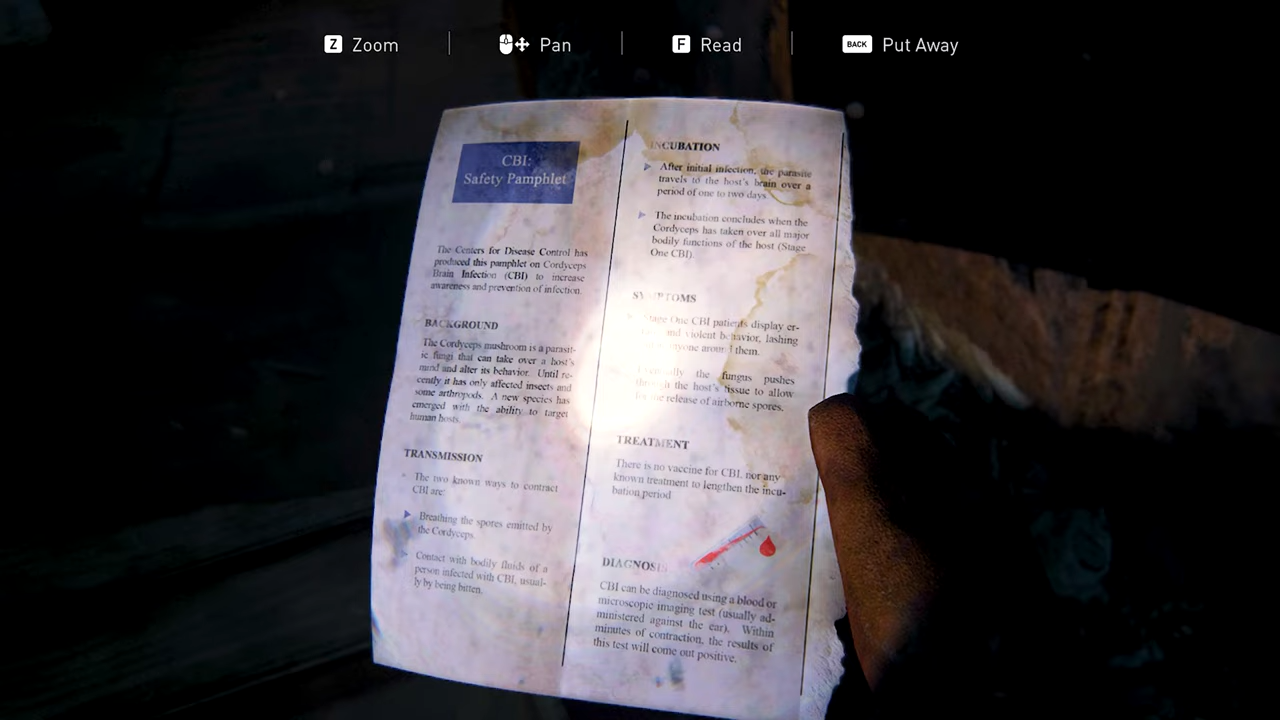 Z Zoom
Pan
F Read
BACK Put Away
CBI:
Safety Pamphlet
The Centers for Disease Control has
produced this pamphlet on Cordyceps
Brain Infection (CBI) to increase
awareness and prevention of infection.
BACKGROUND
The Cordyceps mushroom is a parasit-
ic fungi that can take over a host's
mind and alter its behavior. Until re-
cently it has only affected insects and
some arthropods. A new species has
emerged with the ability to target
human hosts.
TRANSMISSION
The two known ways to contract
CBI are:
Breathing the spores emitted by
the Cordyceps.
Contact with bodily fluids of a
person infected with CBI, usual-
ly by being bitten.
INCUBATION
After initial infection, the parasite
travels to the host's brain over a
period of one to two days.
The incubation concludes when the
Cordyceps has taken over all major
bodily functions of the host (Stage
One CBI).
SYMPTOMS
Stage One CBI patients display er-
and violent behavior, lashing
anyone around them.
the fungus pushes
through the host's tissue to allow
for the release of airborne spores.
TREATMENT
There is no vaccine for CBI, nor any
known treatment to lengthen the incu-
bation period
DIAGNOSIS
CBI can be diagnosed using a blood or
microscopic imaging test (usually ad-
ministered against the ear). Within
minutes of contraction, the results of
this test will come out positive.